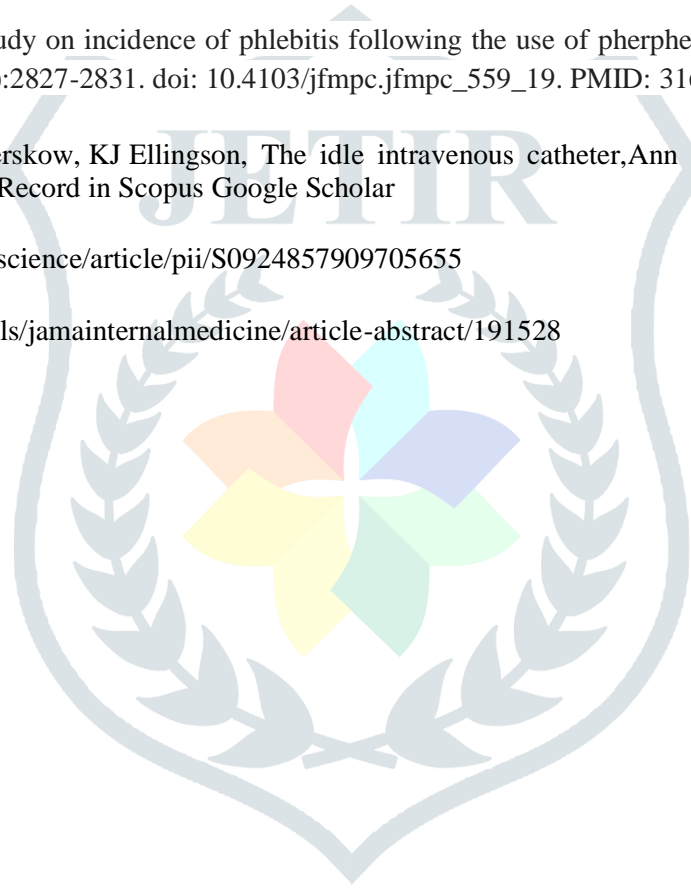 udy on incidence of phlebitis following the use of pherphe
):2827-2831. doi: 10.4103/jfmpc.jfmpc_559_19. PMID: 31
erskow, KJ Ellingson, The idle intravenous catheter,Ann
Record in Scopus Google Scholar
JETIR
science/article/pii/S0924857909705655
ls/jamainternalmedicine/article-abstract/191528